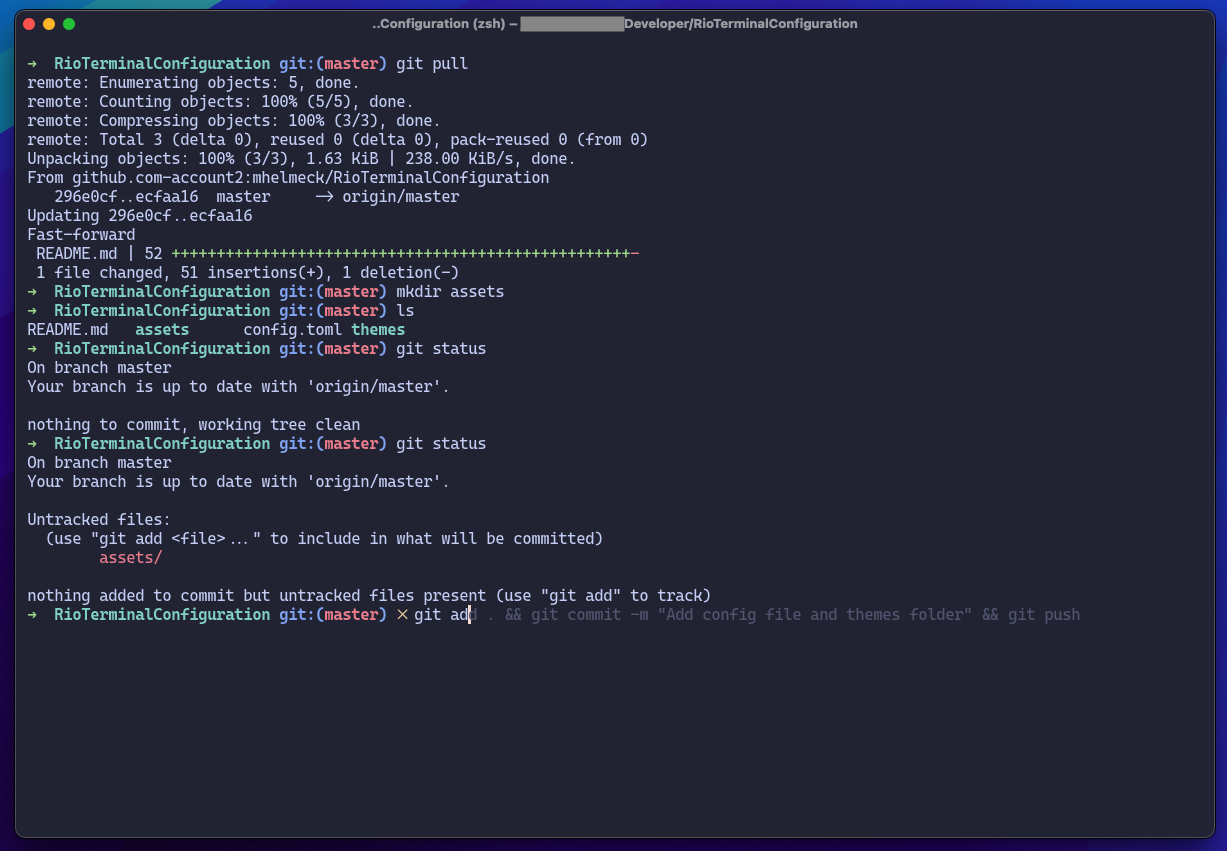 ..Configuration (zsh) — Developer/RioTerminalConfiguration
→ RioTerminalConfiguration git:(master) git pull
remote: Enumerating objects: 5, done.
remote: Counting objects: 100% (5/5), done.
remote: Compressing objects: 100% (3/3), done.
remote: Total 3 (delta 0), reused 0 (delta 0), pack-reused 0 (from 0)
Unpacking objects: 100% (3/3), 1.63 KiB | 238.00 KiB/s, done.
From github.com-account2:mhelmeck/RioTerminalConfiguration
   296e0cf..ecfaa16  master     -> origin/master
Updating 296e0cf..ecfaa16
Fast-forward
 README.md | 52 +++++++++++++++++++++++++++++++++++++++++++++++++++-
 1 file changed, 51 insertions(+), 1 deletion(-)
→ RioTerminalConfiguration git:(master) mkdir assets
→ RioTerminalConfiguration git:(master) ls
README.md   assets      config.toml themes
→ RioTerminalConfiguration git:(master) git status
On branch master
Your branch is up to date with 'origin/master'.
nothing to commit, working tree clean
→ RioTerminalConfiguration git:(master) git status
On branch master
Your branch is up to date with 'origin/master'.
Untracked files:
  (use "git add <file>..." to include in what will be committed)
        assets/
nothing added to commit but untracked files present (use "git add" to track)
→ RioTerminalConfiguration git:(master) ✗ git add . && git commit -m "Add config file and themes folder" && git push